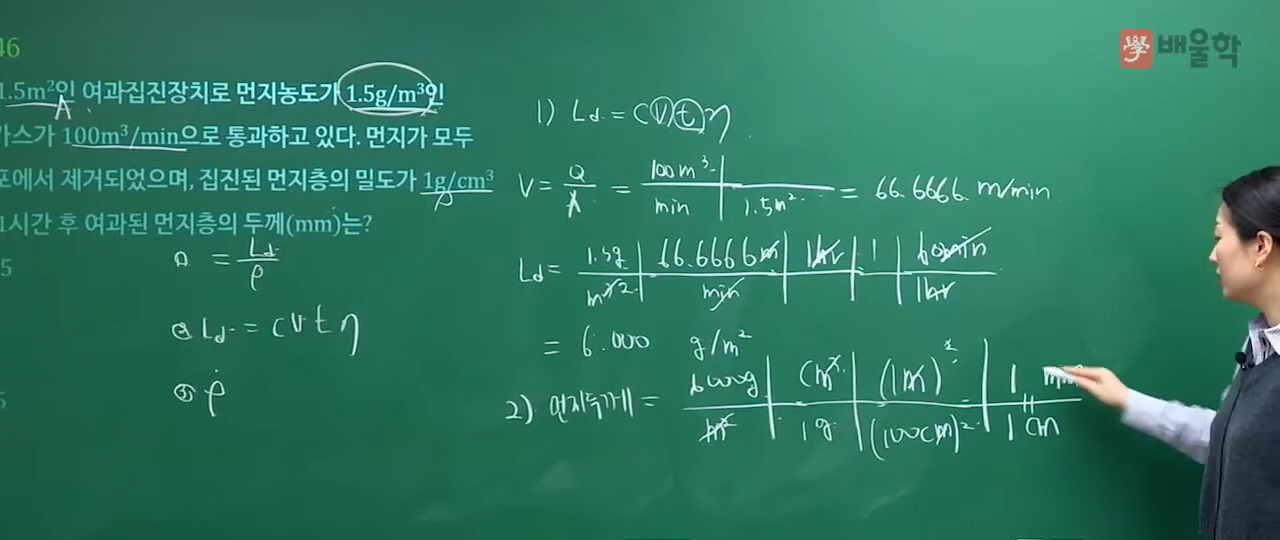 學 배울학
46
1.5m²인 여과집진장치로 먼지농도가 1.5g/m³인
가스가 100m³/min으로 통과하고 있다. 먼지가 모두
포에서 제거되었으며, 집진된 먼지층의 밀도가 1g/cm³
1시간 후 여과된 먼지층의 두께(mm)는?
A
= Ld / ρ
② Ld = C V t η
③ ρ
1) Ld = C V t η
V = Q/A = 100m³ | / min | 1.5m² = 66.6666 m/min
Ld = 1.5g | 66.6666m | 1hr | 1 | 60min / m³² | min | | | 1hr
= 6.000 g/m²
2) 먼지두께 = 6000g | cm³ | (1m)² | 1 / m² | 1g | (100cm)² | 1cm